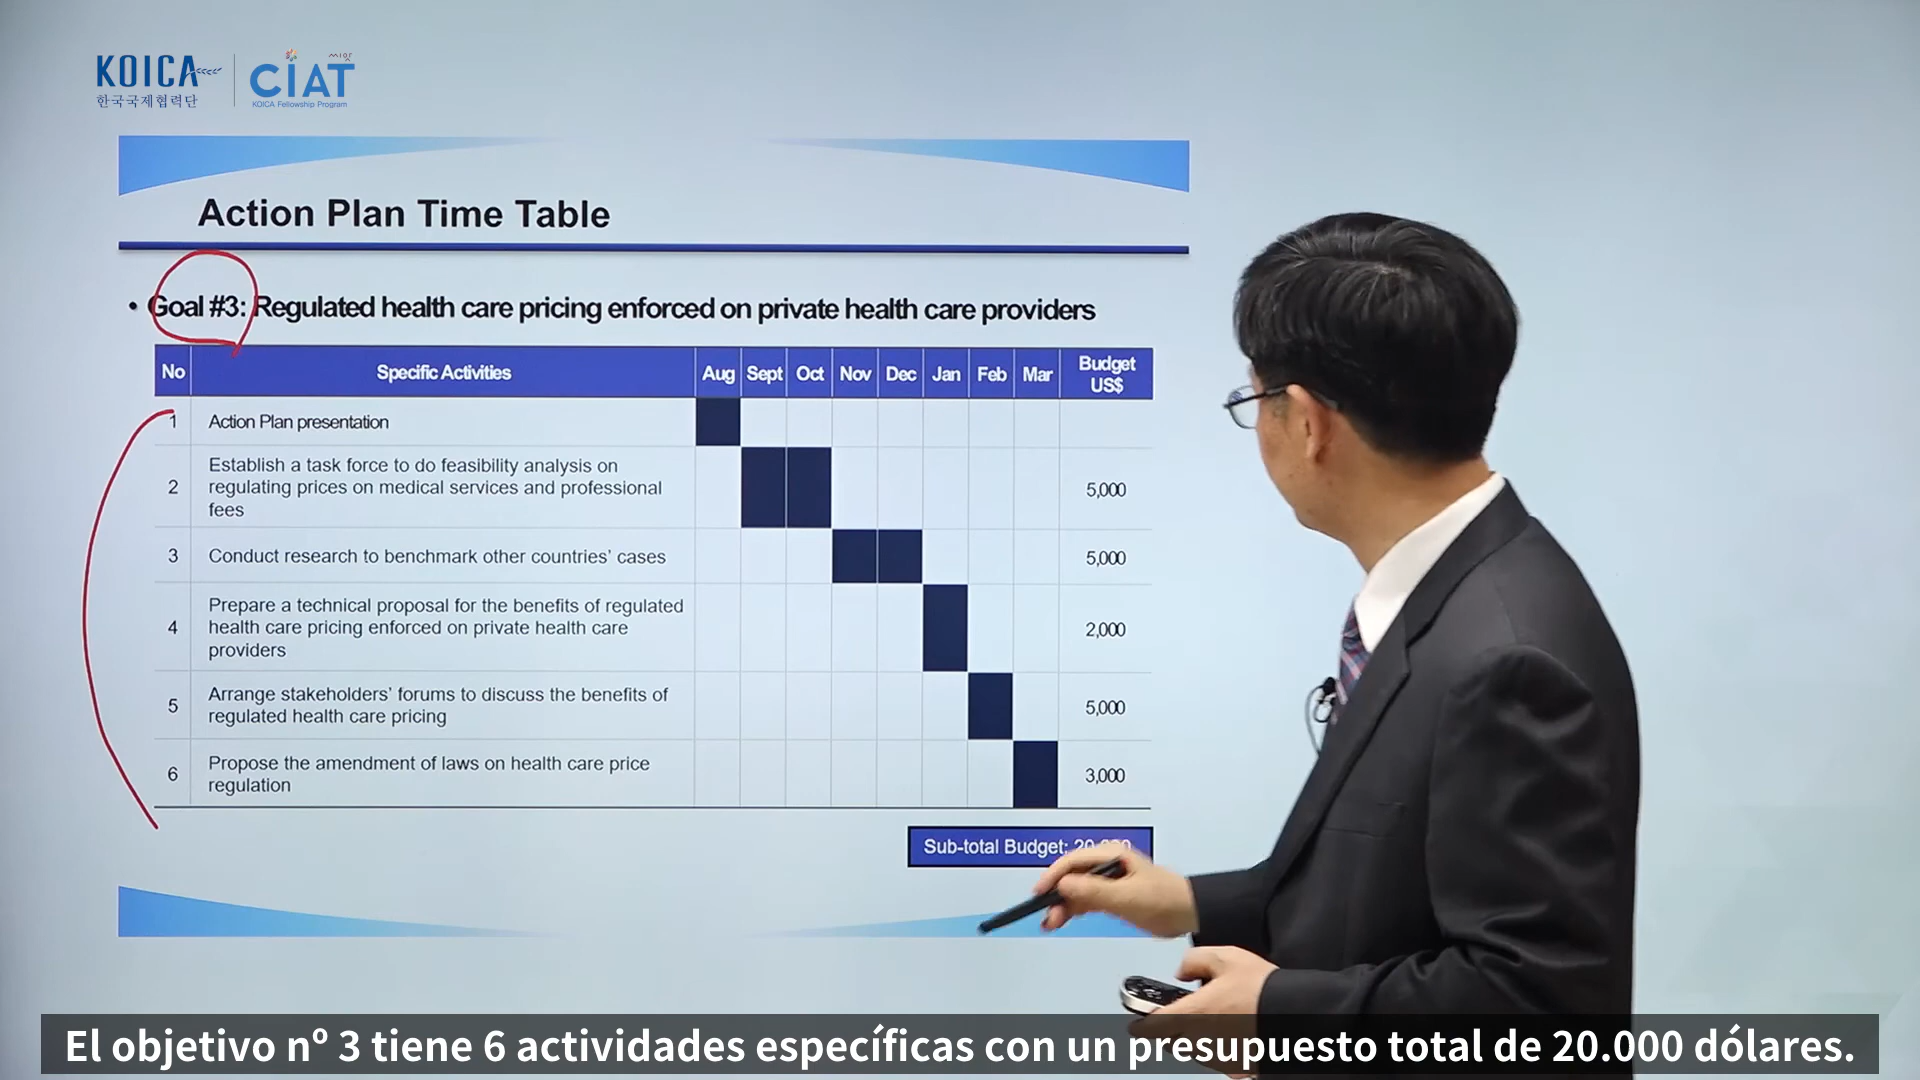 KOICA
한국국제협력단
CIAT
KOICA Fellowship Program
Action Plan Time Table
• Goal #3: Regulated health care pricing enforced on private health care providers
No Specific Activities Aug Sept Oct Nov Dec Jan Feb Mar Budget US$
1 Action Plan presentation
2 Establish a task force to do feasibility analysis on
regulating prices on medical services and professional
fees
5,000
3 Conduct research to benchmark other countries' cases 5,000
4 Prepare a technical proposal for the benefits of regulated
health care pricing enforced on private health care
providers
2,000
5 Arrange stakeholders' forums to discuss the benefits of
regulated health care pricing
5,000
6 Propose the amendment of laws on health care price
regulation
3,000
Sub-total Budget: 20,000
El objetivo nº 3 tiene 6 actividades específicas con un presupuesto total de 20.000 dólares.